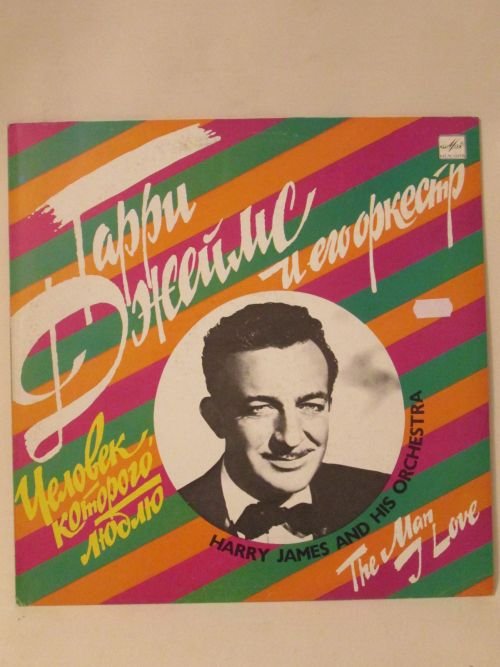 Гарри
Джеймс
и его оркестр
Человек,
которого
люблю
HARRY JAMES AND HIS ORCHESTRA
The Man
I Love